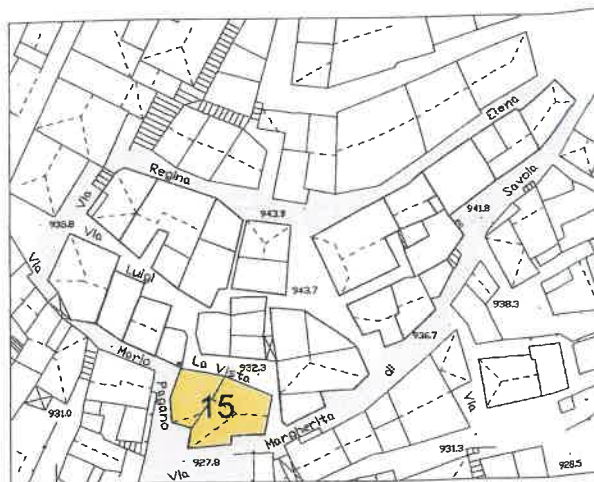 Elena
Regina
Savoia
941.8
943.9
Via
935.8
Via
Via
Luigi
943.7
938.3
936.7
Mario
La Vista
932.3
di
Pagano
Via
15
931.0
Margherita
927.8
931.3
928.5
Via